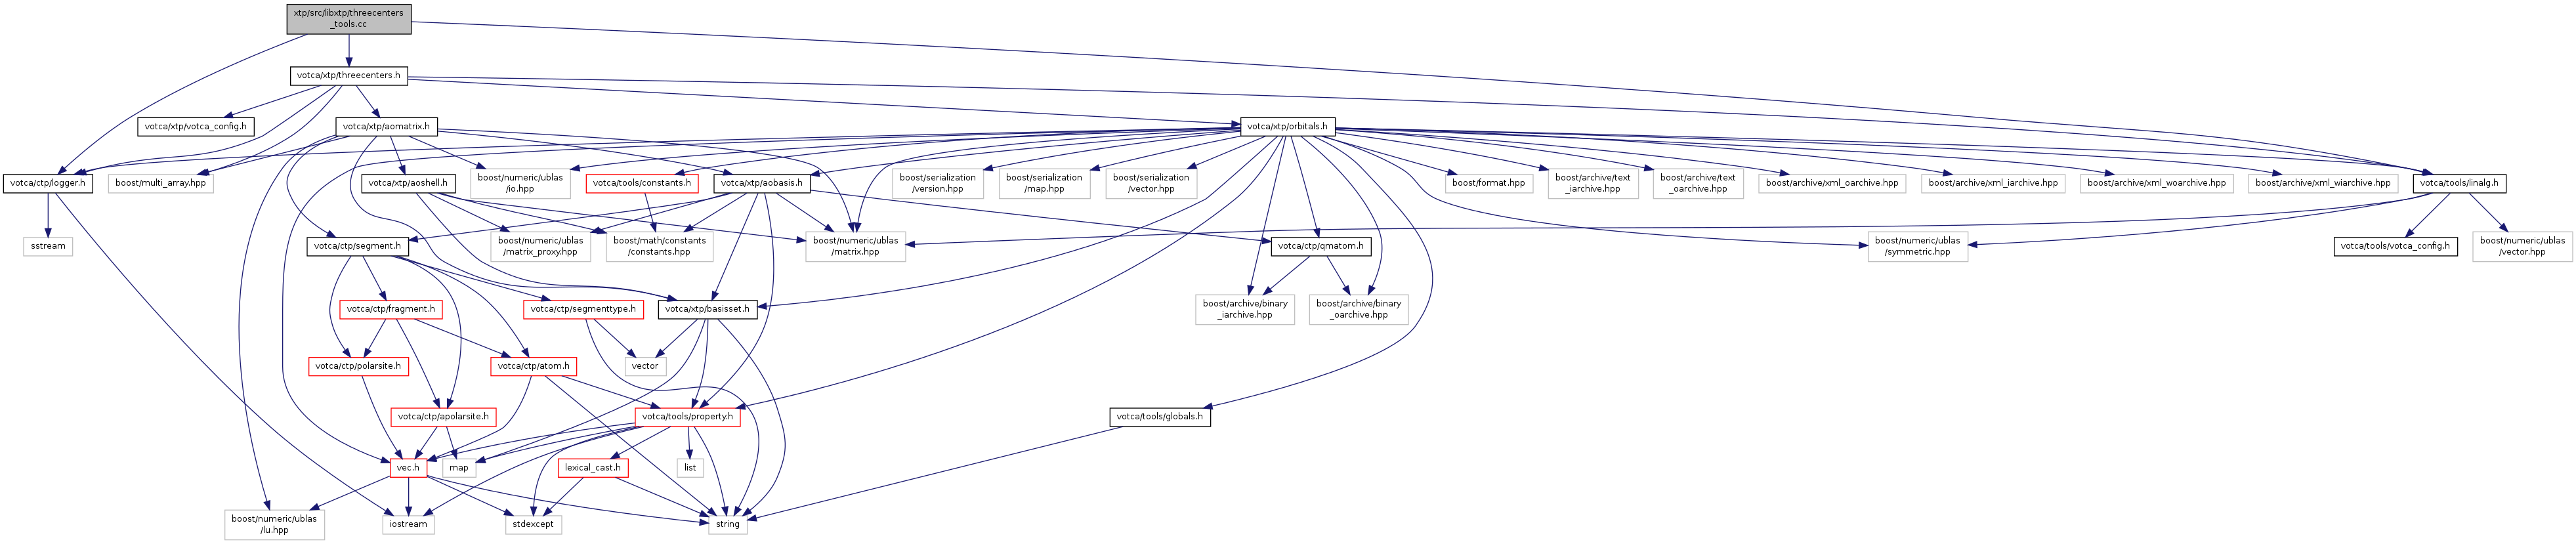 xtp/src/libxtp/threecenters
_tools.cc
votca/xtp/threecenters.h
votca/xtp/votca_config.h
votca/xtp/aomatrix.h
votca/xtp/orbitals.h
votca/ctp/logger.h
boost/multi_array.hpp
votca/xtp/aoshell.h
boost/numeric/ublas
/io.hpp
votca/tools/constants.h
votca/xtp/aobasis.h
boost/serialization
/version.hpp
boost/serialization
/map.hpp
boost/serialization
/vector.hpp
boost/format.hpp
boost/archive/text
_iarchive.hpp
boost/archive/text
_oarchive.hpp
boost/archive/xml_oarchive.hpp
boost/archive/xml_iarchive.hpp
boost/archive/xml_woarchive.hpp
boost/archive/xml_wiarchive.hpp
votca/tools/linalg.h
sstream
votca/ctp/segment.h
boost/numeric/ublas
/matrix_proxy.hpp
boost/math/constants
/constants.hpp
boost/numeric/ublas
/matrix.hpp
votca/ctp/qmatom.h
boost/numeric/ublas
/symmetric.hpp
votca/tools/votca_config.h
boost/numeric/ublas
/vector.hpp
votca/ctp/fragment.h
votca/ctp/segmenttype.h
votca/xtp/basisset.h
boost/archive/binary
_iarchive.hpp
boost/archive/binary
_oarchive.hpp
votca/ctp/polarsite.h
votca/ctp/atom.h
vector
votca/ctp/apolarsite.h
votca/tools/property.h
votca/tools/globals.h
vec.h
map
lexical_cast.h
list
boost/numeric/ublas
/lu.hpp
iostream
stdexcept
string